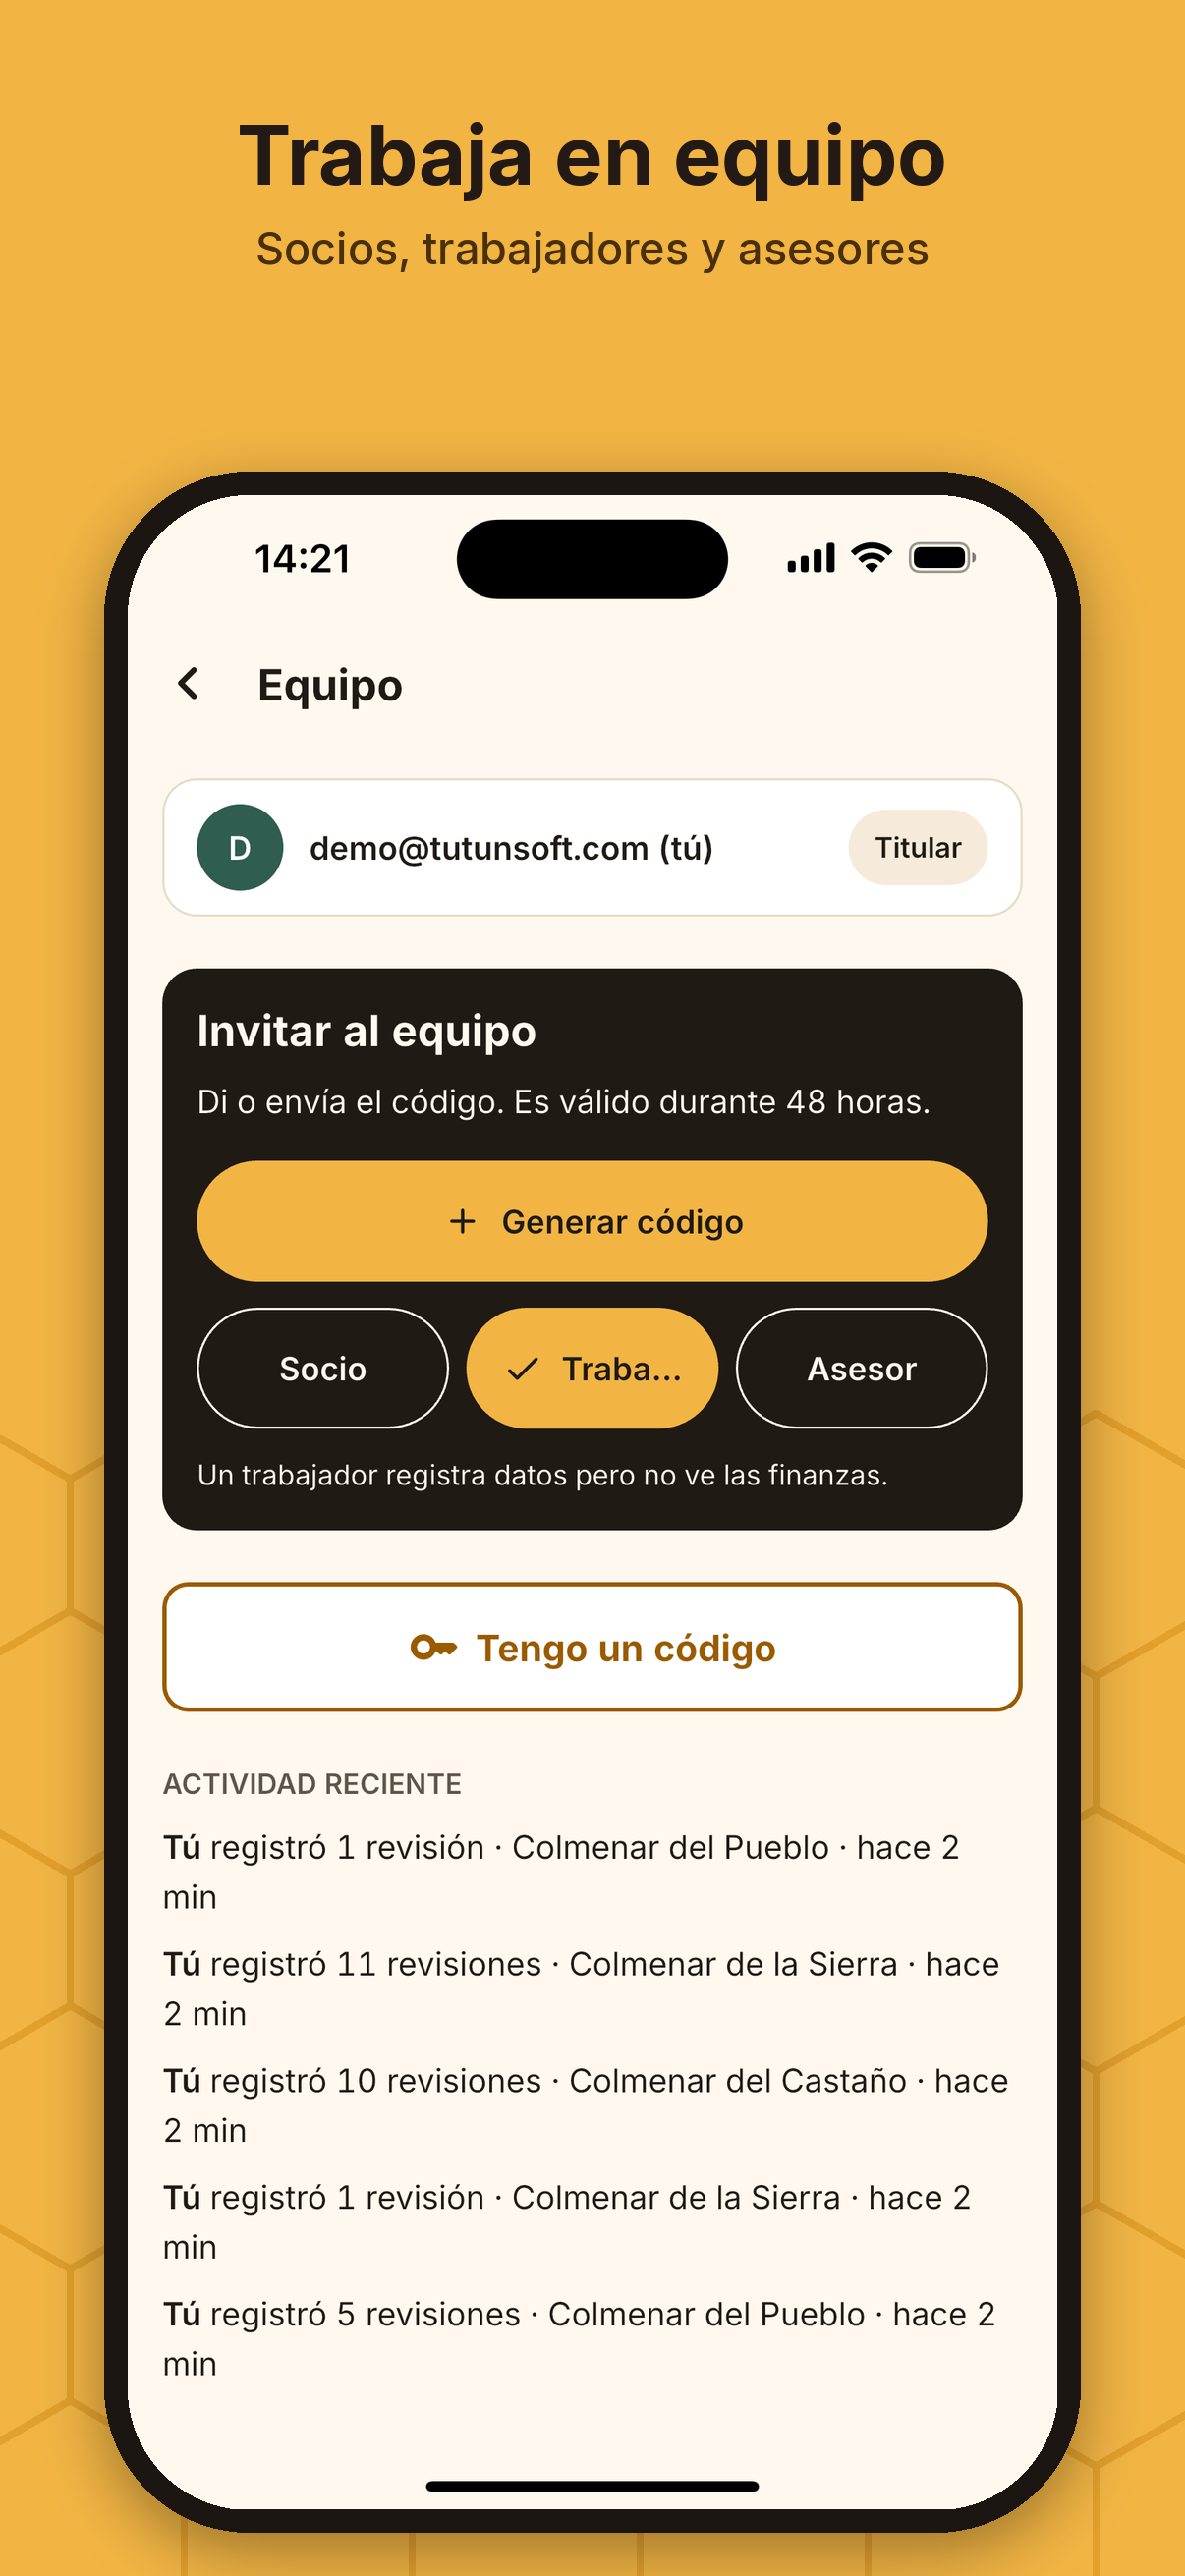 Trabaja en equipo
Socios, trabajadores y asesores
14:21
Equipo
D
demo@tutunsoft.com (tú)
Titular
Invitar al equipo
Di o envía el código. Es válido durante 48 horas.
+ Generar código
Socio
Traba...
Asesor
Un trabajador registra datos pero no ve las finanzas.
Tengo un código
ACTIVIDAD RECIENTE
Tú registró 1 revisión · Colmenar del Pueblo · hace 2
min
Tú registró 11 revisiones · Colmenar de la Sierra · hace
2 min
Tú registró 10 revisiones · Colmenar del Castaño · hace
2 min
Tú registró 1 revisión · Colmenar de la Sierra · hace 2
min
Tú registró 5 revisiones · Colmenar del Pueblo · hace 2
min